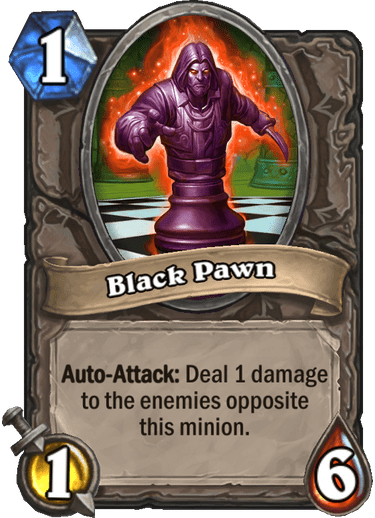 1
Black Pawn
Auto-Attack: Deal 1 damage
to the enemies opposite
this minion.
1
6